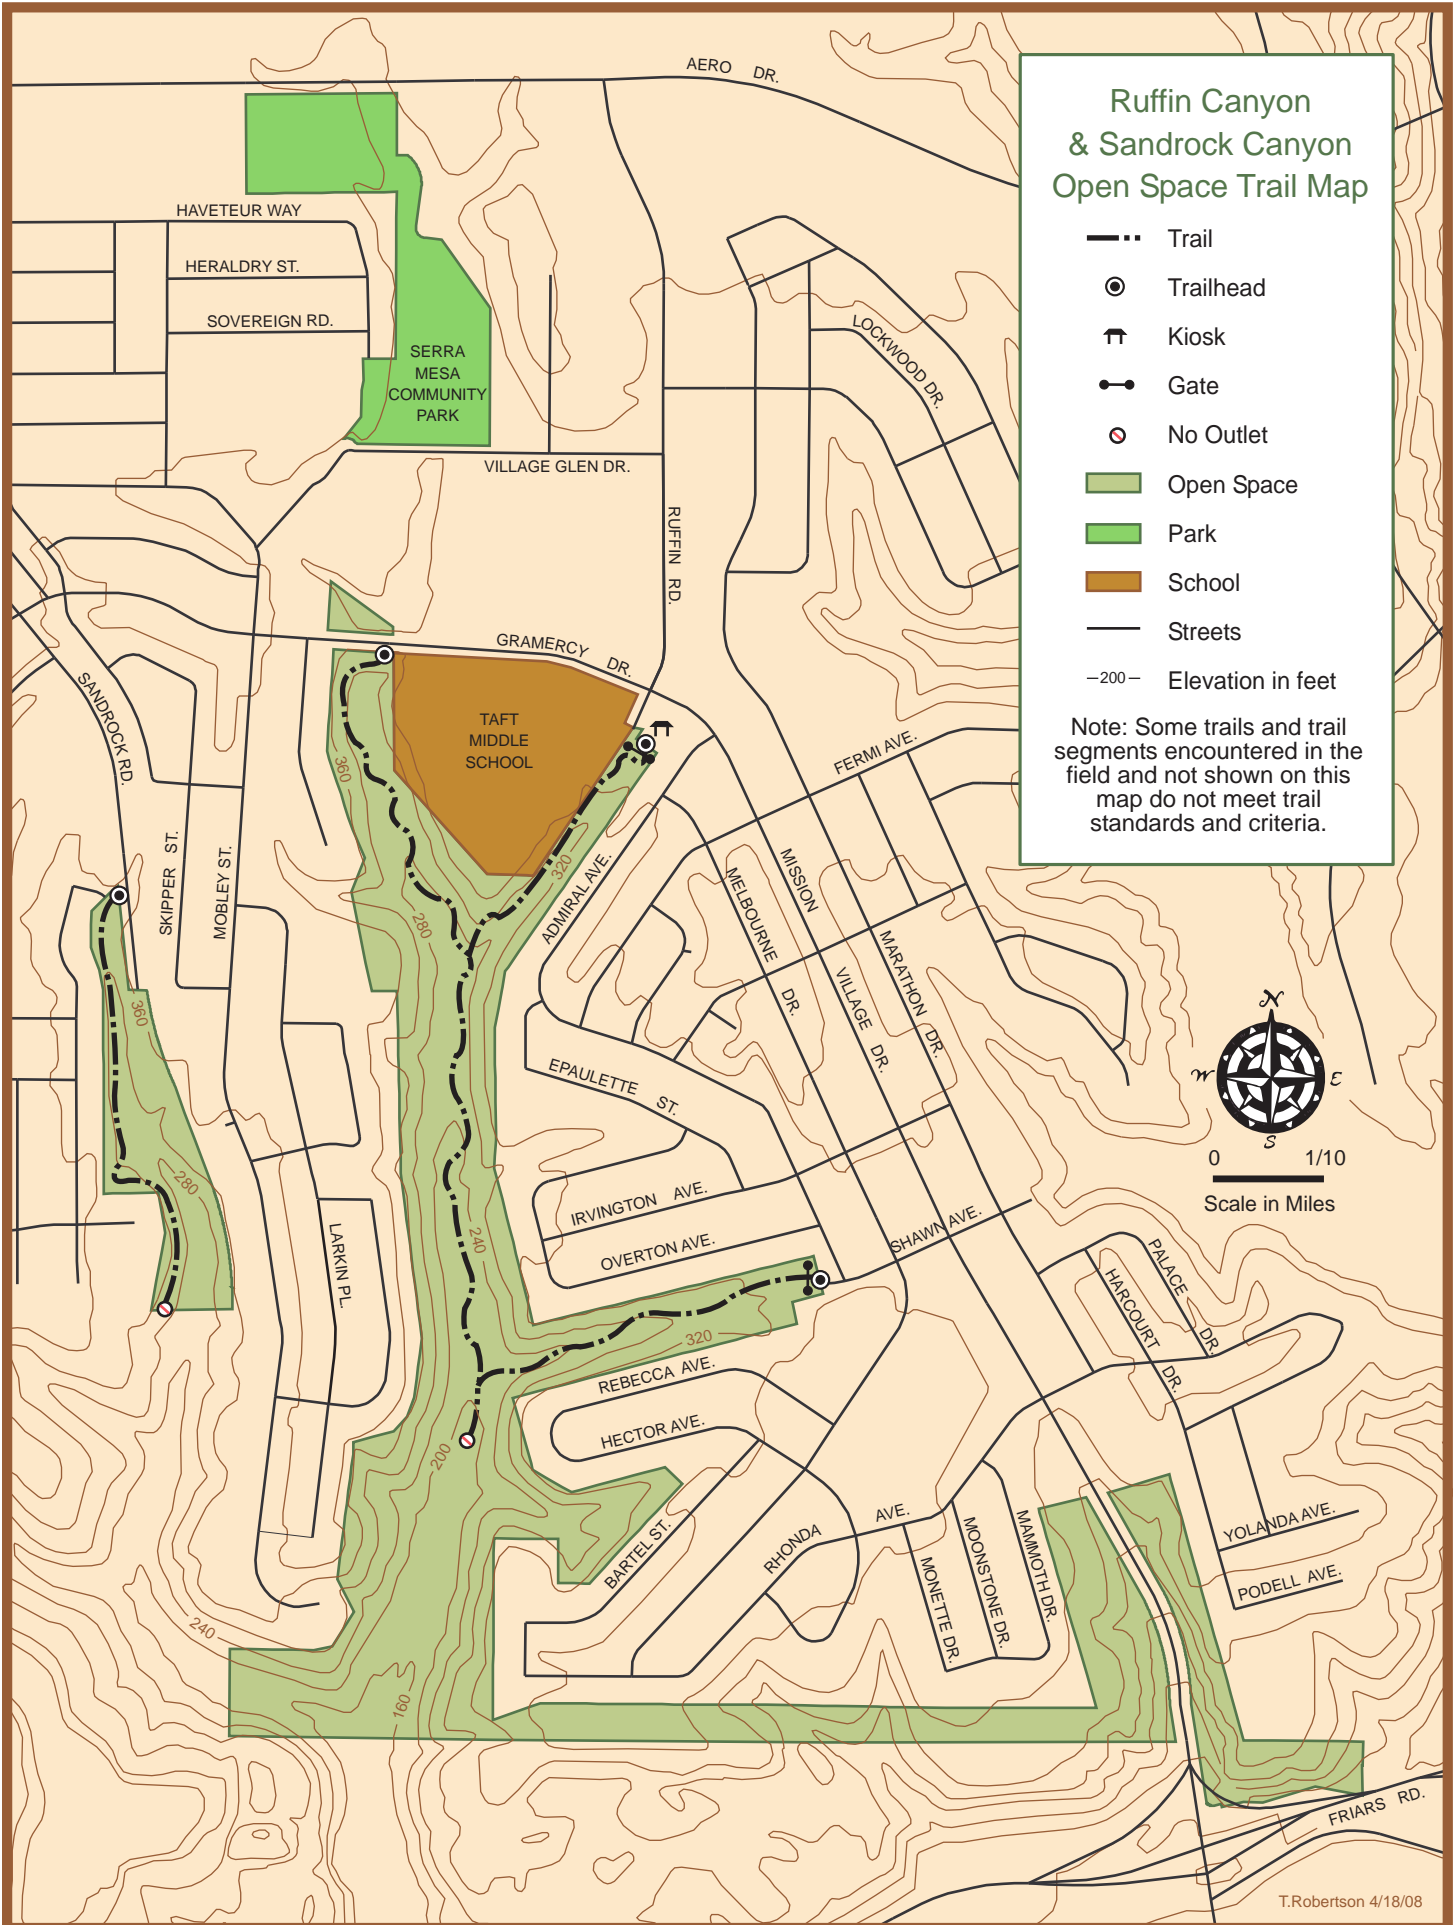 AERO DR.
Ruffin Canyon
& Sandrock Canyon
Open Space Trail Map
Trail
Trailhead
Kiosk
Gate
No Outlet
Open Space
Park
School
Streets
–200– Elevation in feet
Note: Some trails and trail
segments encountered in the
field and not shown on this
map do not meet trail
standards and criteria.
HAVETEUR WAY
HERALDRY ST.
SOVEREIGN RD.
SERRA
MESA
COMMUNITY
PARK
LOCKWOOD DR.
VILLAGE GLEN DR.
RUFFIN RD.
GRAMERCY DR.
SANDROCK RD.
TAFT
MIDDLE
SCHOOL
360
FERMI AVE.
SKIPPER ST.
MOBLEY ST.
280
320
ADMIRAL AVE.
MELBOURNE DR.
MISSION VILLAGE DR.
MARATHON DR.
360
EPAULETTE ST.
N
W
E
S
0 1/10
Scale in Miles
280
IRVINGTON AVE.
OVERTON AVE.
SHAWN AVE.
240
LARKIN PL.
PALACE DR.
HARCOURT DR.
320
REBECCA AVE.
HECTOR AVE.
200
BARTEL ST.
RHONDA AVE.
MONETTE DR.
MOONSTONE DR.
MAMMOTH DR.
YOLANDA AVE.
PODELL AVE.
240
160
FRIARS RD.
T.Robertson 4/18/08